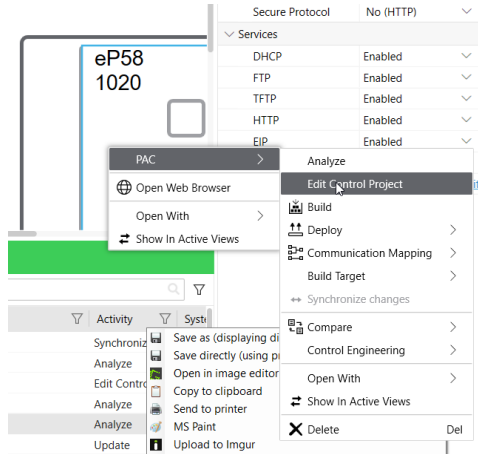 Secure Protocol No (HTTP)
Services
eP58
1020
DHCP Enabled
FTP Enabled
TFTP Enabled
HTTP Enabled
EIP Enabled
PAC
Open Web Browser
Open With
Show In Active Views
Analyze
Edit Control Project
Build
Deploy
Communication Mapping
Build Target
Synchronize changes
Compare
Control Engineering
Open With
Show In Active Views
Delete Del
Activity Syst
Synchroniz
Analyze
Edit Contro
Analyze
Analyze
Update
Save as (displaying di
Save directly (using p
Open in image editor
Copy to clipboard
Send to printer
MS Paint
Upload to Imgur